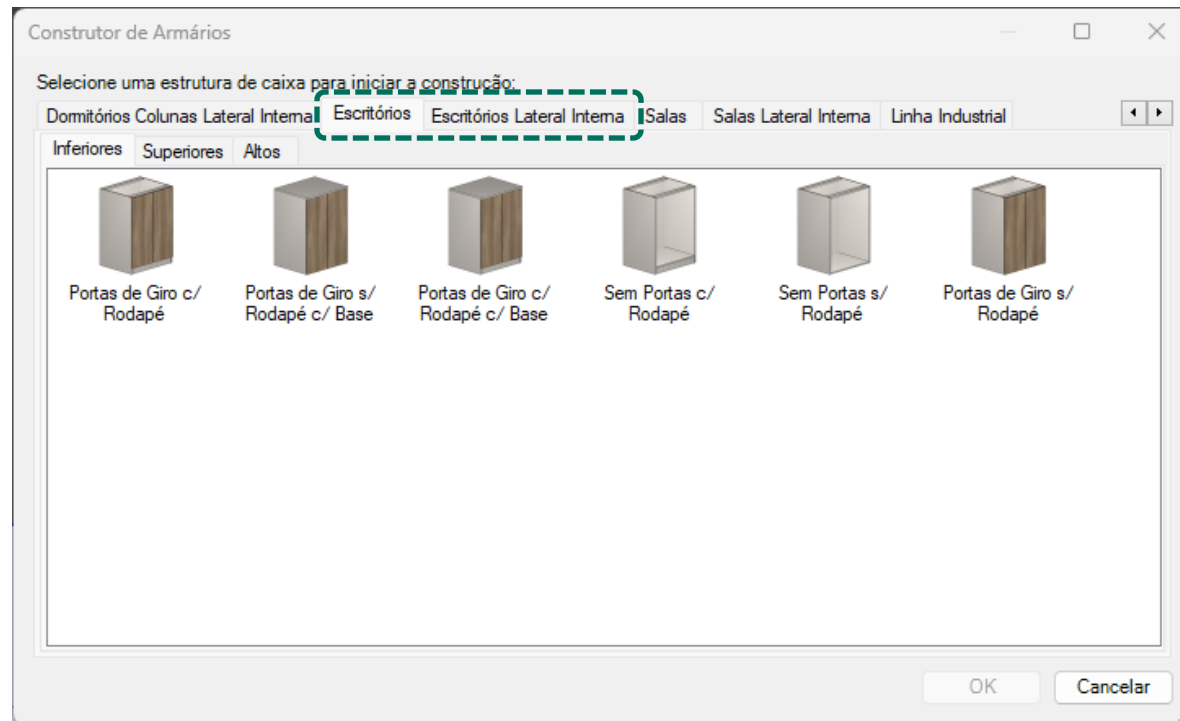 Construtor de Armários
Selecione uma estrutura de caixa para iniciar a construção:
Dormitórios Colunas Lateral Interna Escritórios Escritórios Lateral Interna Salas Salas Lateral Interna Linha Industrial
Inferiores Superiores Altos
Portas de Giro c/ Rodapé
Portas de Giro s/ Rodapé c/ Base
Portas de Giro c/ Rodapé c/ Base
Sem Portas c/ Rodapé
Sem Portas s/ Rodapé
Portas de Giro s/ Rodapé
OK Cancelar